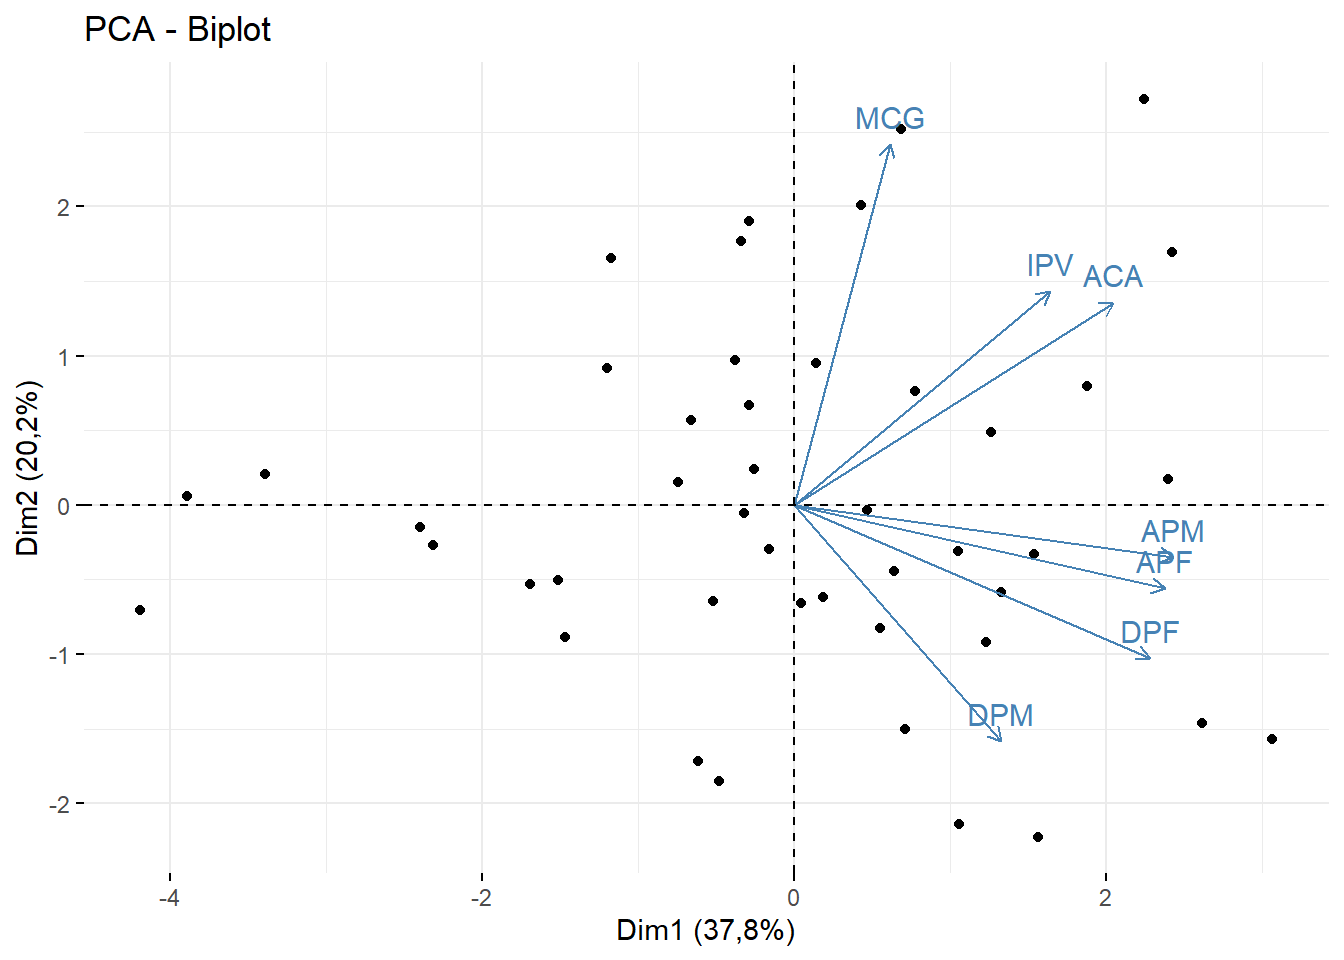 PCA - Biplot
MCG
IPV
ACA
APM
APF
DPF
DPM
2
1
0
-1
-2
Dim2 (20,2%)
-4
-2
0
2
Dim1 (37,8%)